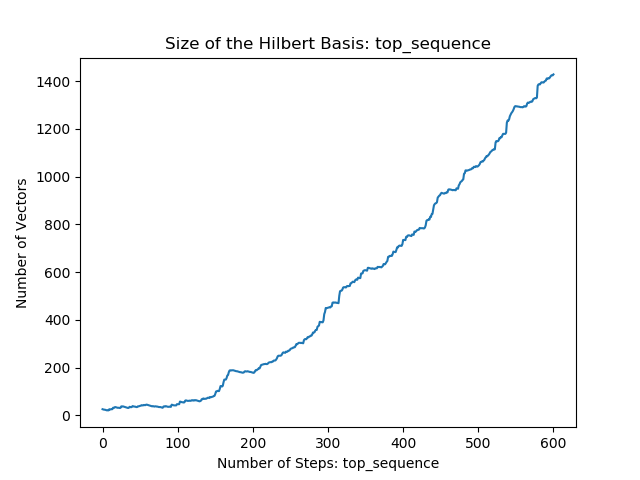 Size of the Hilbert Basis: top_sequence
1400
1200
1000
800
600
400
200
0
Number of Vectors
0 100 200 300 400 500 600
Number of Steps: top_sequence